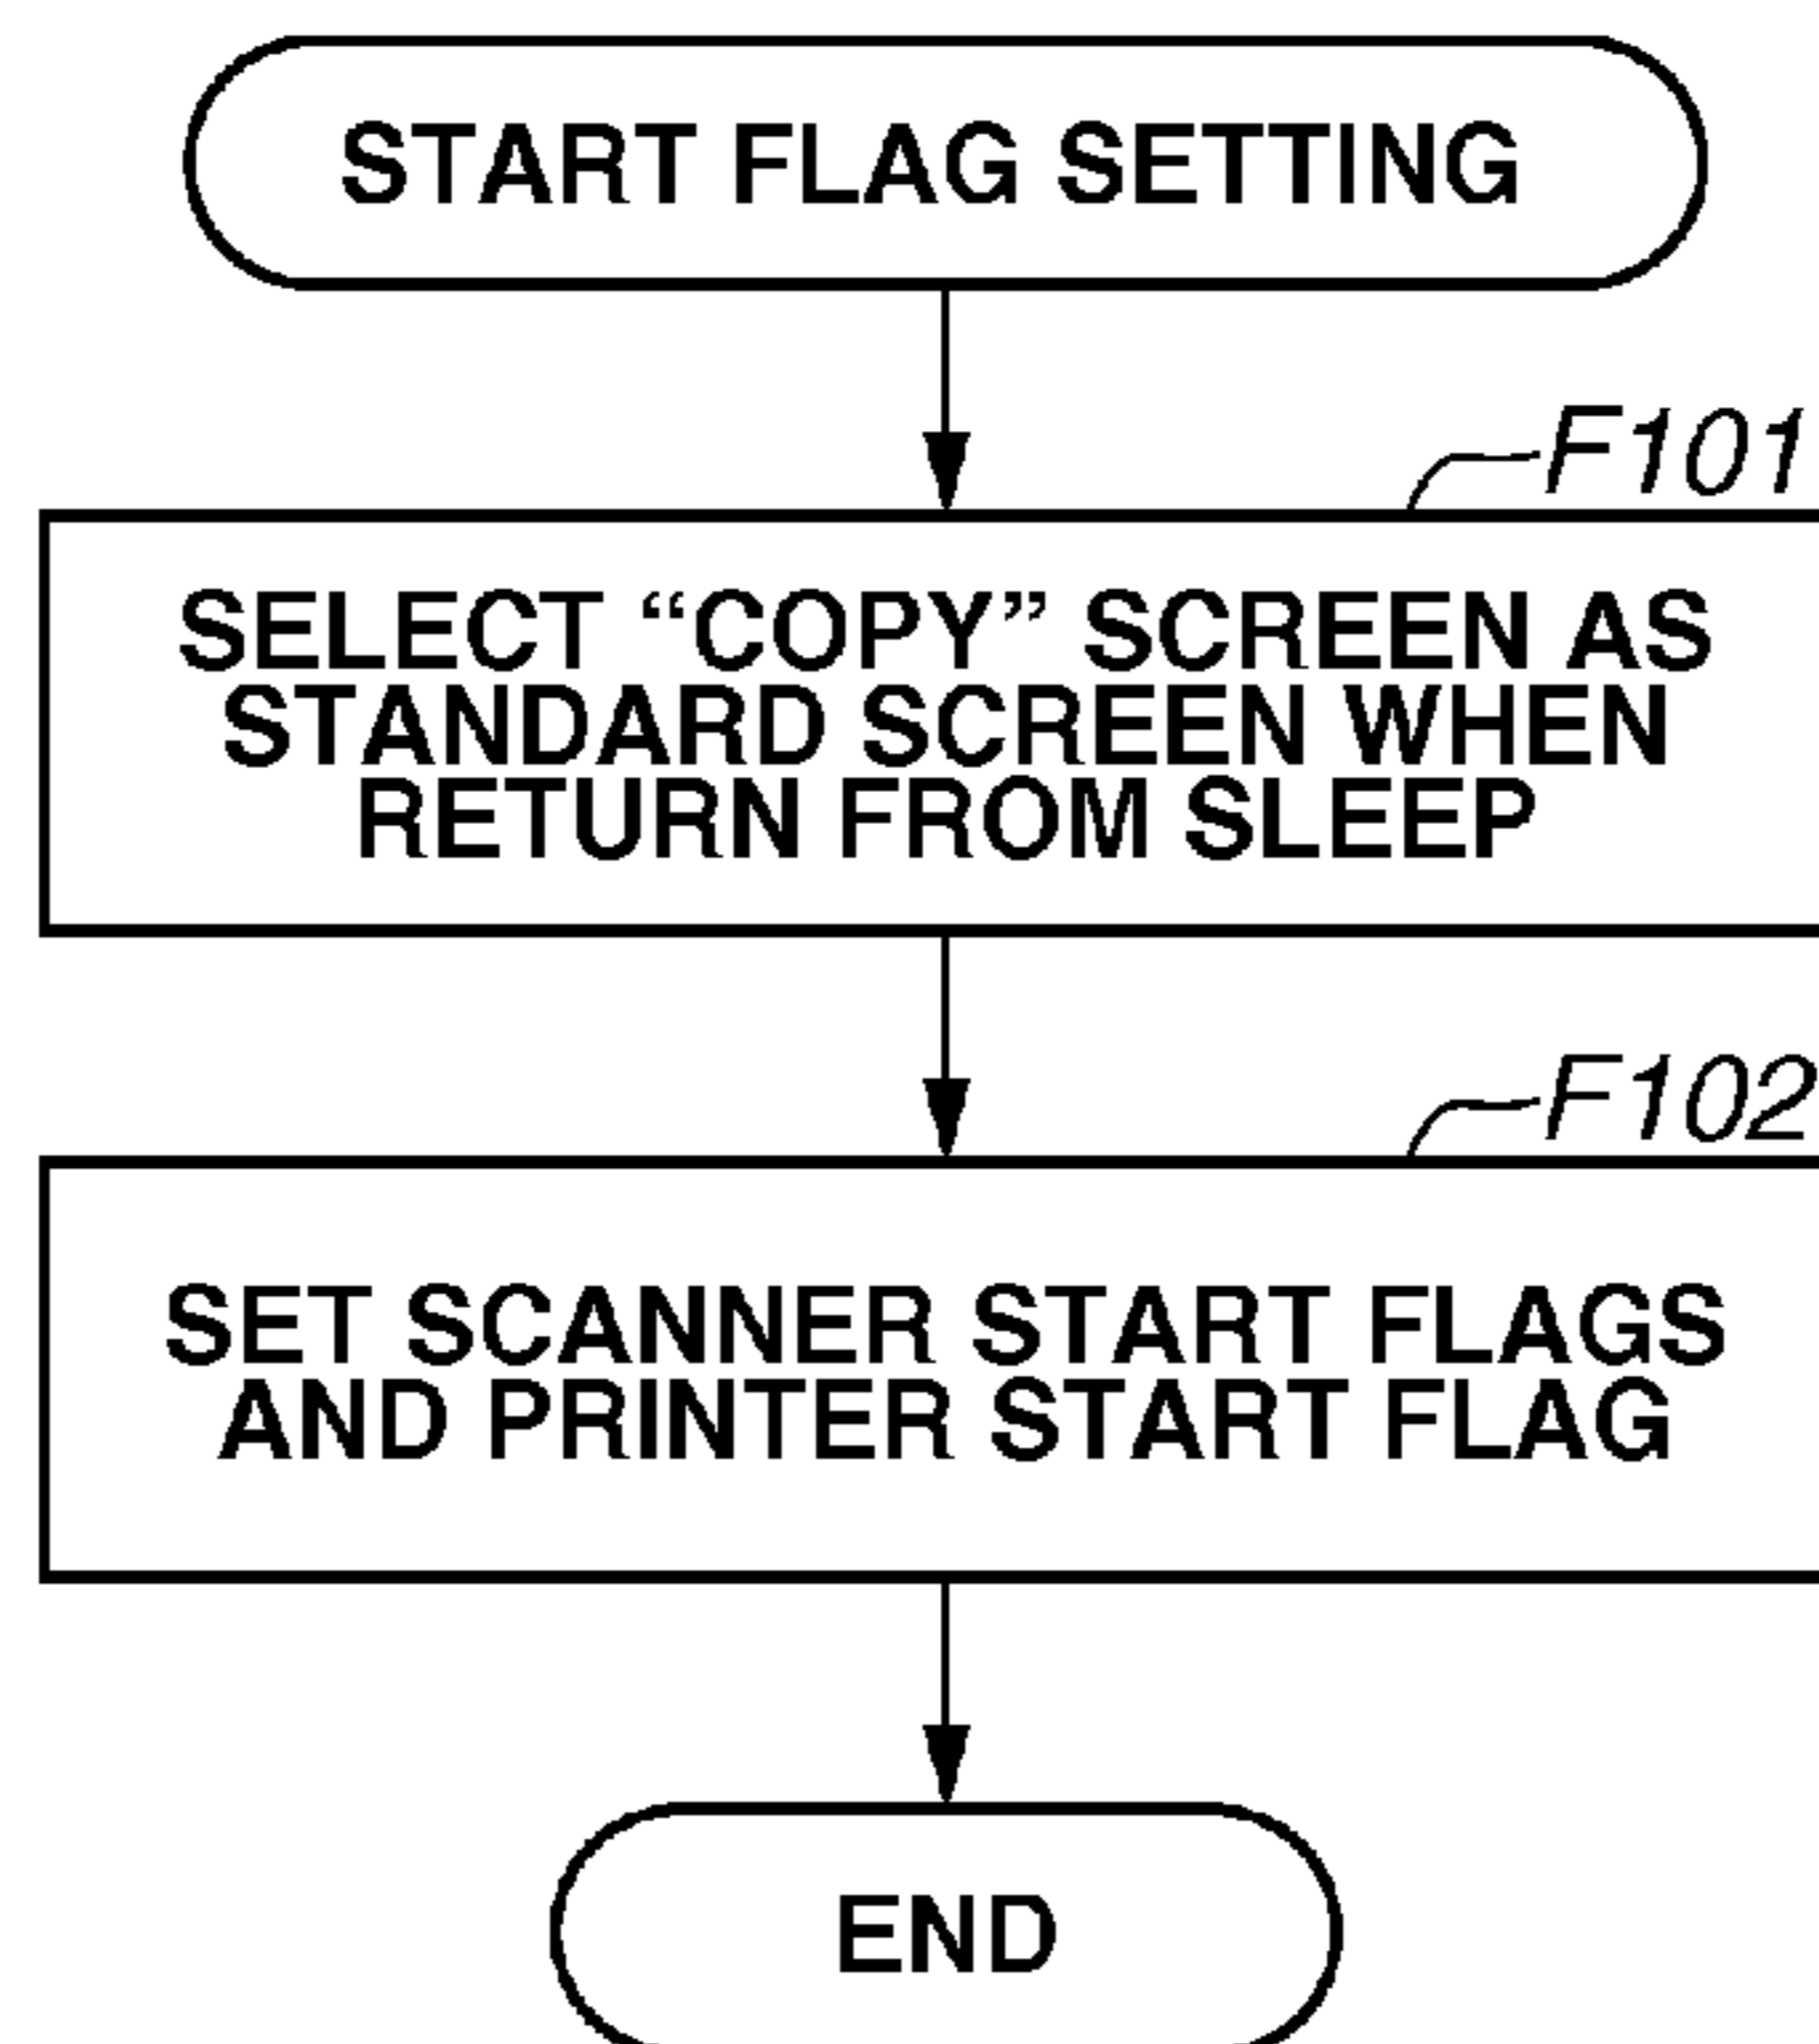 START FLAG SETTING
F101
SELECT “COPY” SCREEN AS
STANDARD SCREEN WHEN
RETURN FROM SLEEP
F102
SET SCANNER START FLAGS
AND PRINTER START FLAG
END